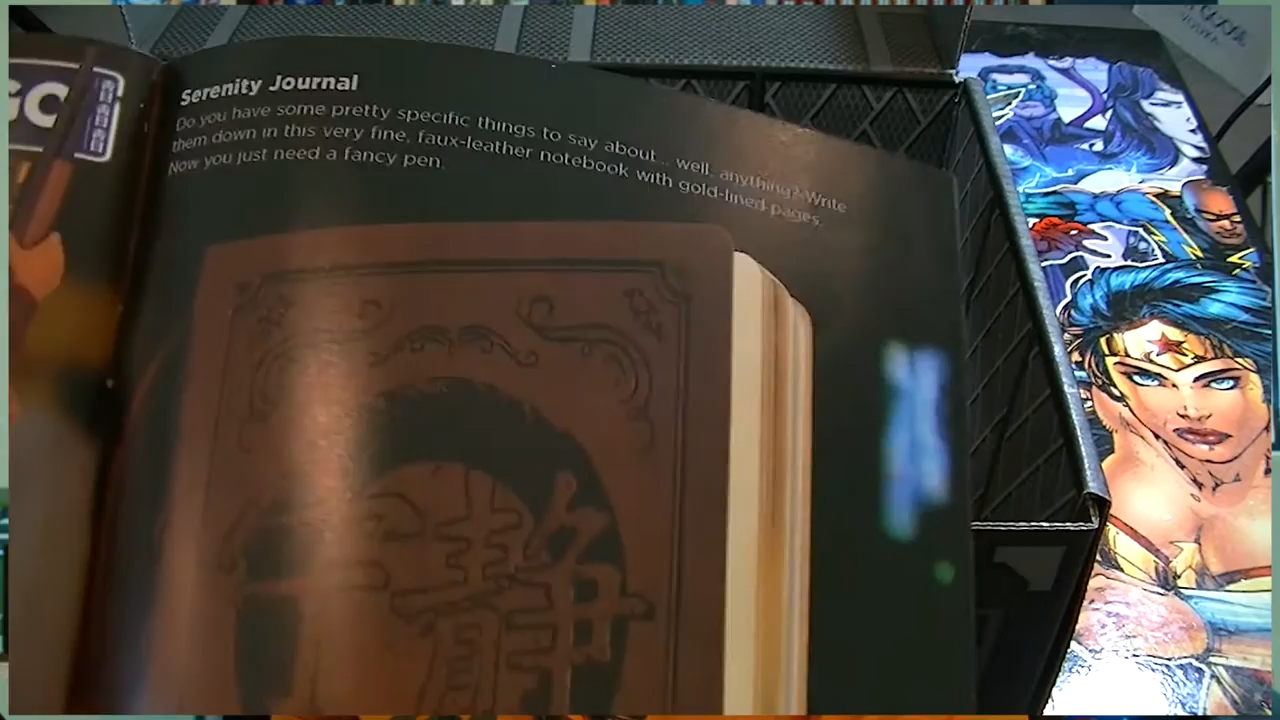 GO
Serenity Journal
Do you have some pretty specific things to say about... well, anything? Write
them down in this very fine, faux-leather notebook with gold-lined pages.
Now you just need a fancy pen.
靜